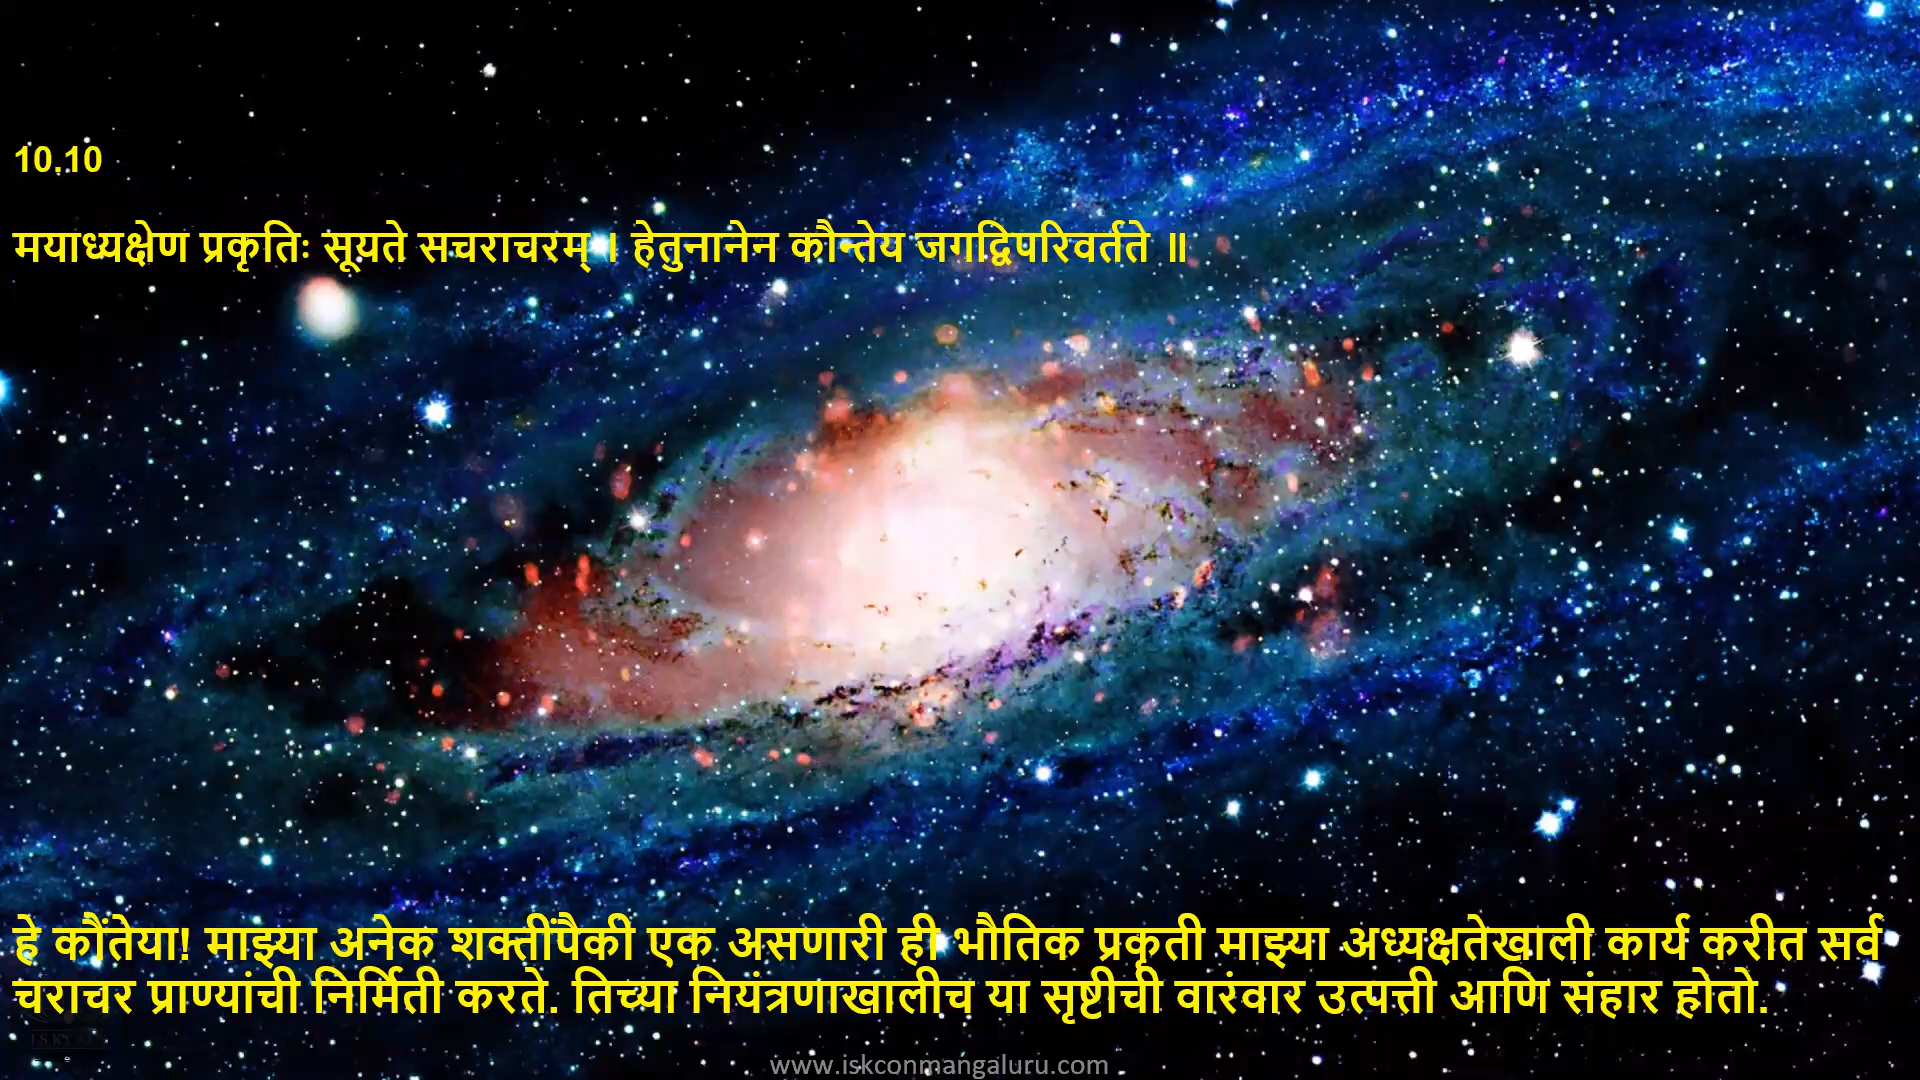 10.10
मयाध्यक्षेण प्रकृतिः सूयते सचराचरम् । हेतुनानेन कौन्तेय जगद्विपरिवर्तते ॥
हे कौंतेया! माझ्या अनेक शक्तींपैकी एक असणारी ही भौतिक प्रकृती माझ्या अध्यक्षतेखाली कार्य करीत सर्व
चराचर प्राण्यांची निर्मिती करते. तिच्या नियंत्रणाखालीच या सृष्टीची वारंवार उत्पत्ती आणि संहार होतो.
ISKCON
www.iskconmangaluru.com